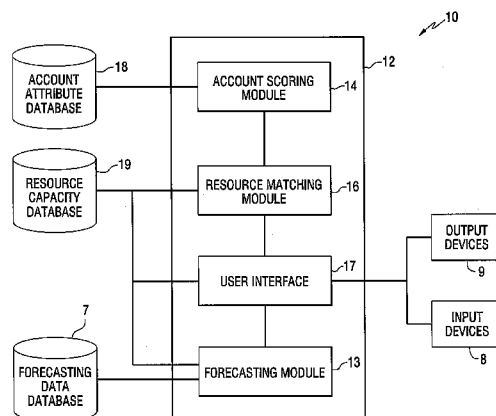 10
12
18
ACCOUNT
ATTRIBUTE
DATABASE
ACCOUNT SCORING
MODULE
14
19
RESOURCE
CAPACITY
DATABASE
RESOURCE MATCHING
MODULE
16
USER INTERFACE
17
OUTPUT
DEVICES
9
INPUT
DEVICES
8
7
FORECASTING
DATA
DATABASE
FORECASTING MODULE
13